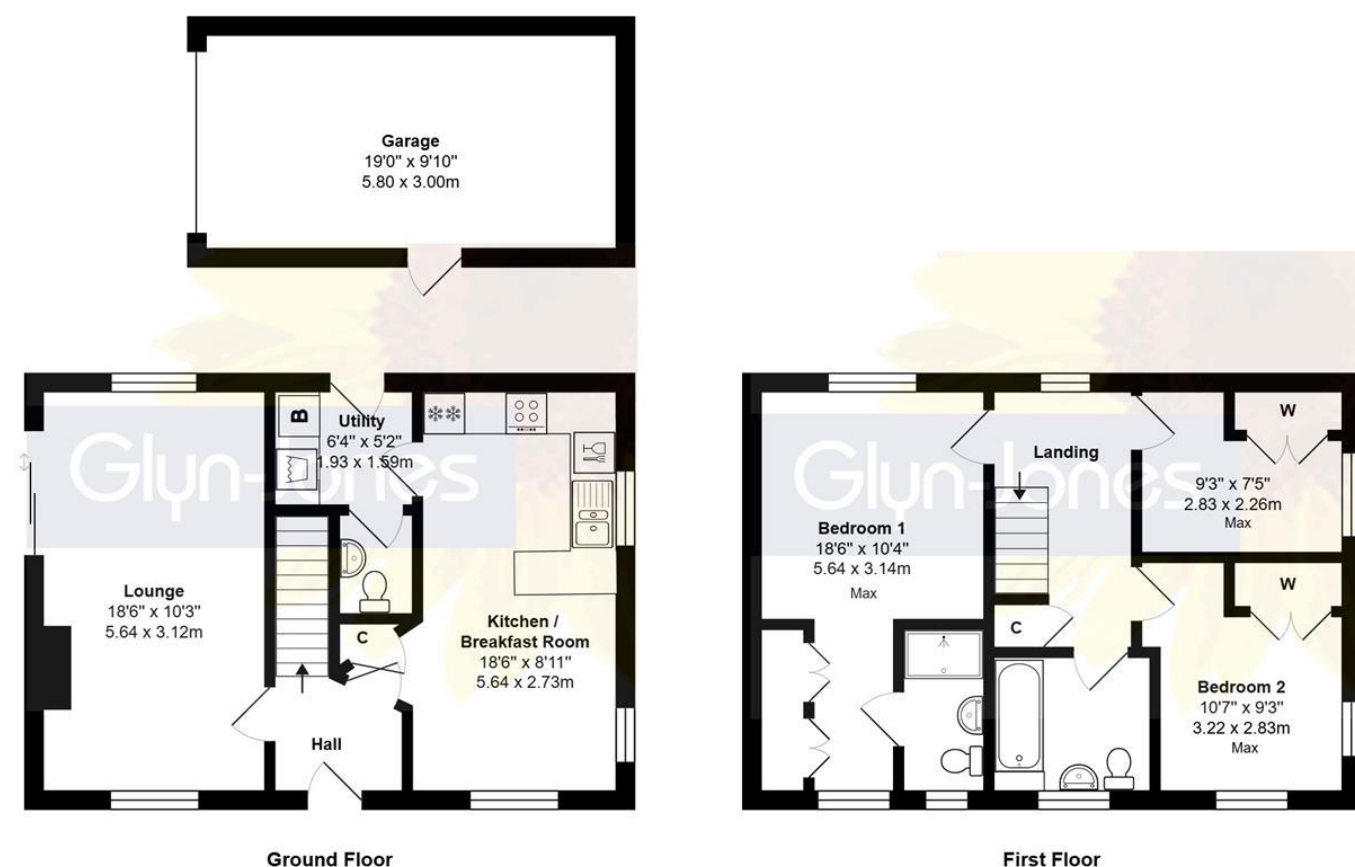 Garage
19'0" x 9'10"
5.80 x 3.00m
Glyn-Jones
B
Utility
6'4" x 5'2"
1.93 x 1.59m
Lounge
18'6" x 10'3"
5.64 x 3.12m
C
Kitchen /
Breakfast Room
18'6" x 8'11"
5.64 x 2.73m
Hall
Ground Floor
Glyn-Jones
W
Landing
9'3" x 7'5"
2.83 x 2.26m
Max
Bedroom 1
18'6" x 10'4"
5.64 x 3.14m
Max
W
C
Bedroom 2
10'7" x 9'3"
3.22 x 2.83m
Max
First Floor